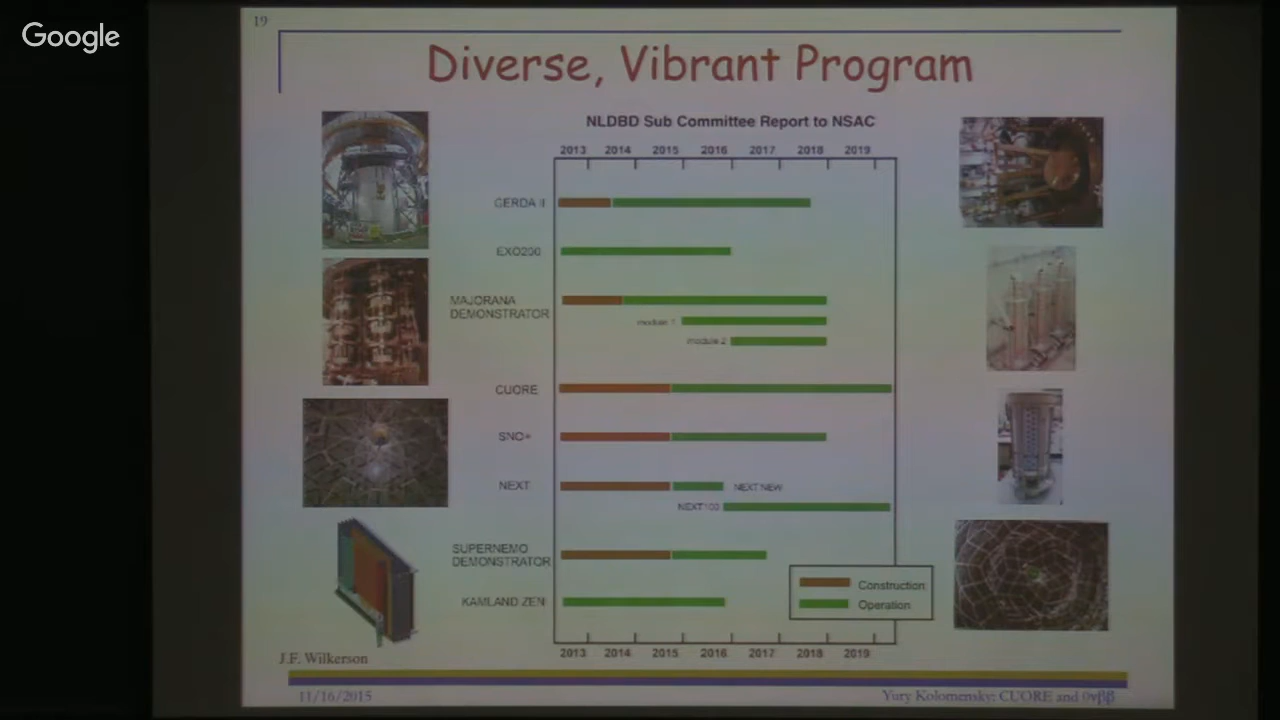 19
Google
Diverse, Vibrant Program
NLDBD Sub Committee Report to NSAC
2013 2014 2015 2016 2017 2018 2019
GERDA II
EXO200
MAJORANA
DEMONSTRATOR
module 1
module 2
CUORE
SNO+
NEXT
NEXT NEW
NEXT100
SUPERNEMO
DEMONSTRATOR
KAMLAND ZEN
Construction
Operation
2013 2014 2015 2016 2017 2018 2019
J.F. Wilkerson
11/16/2015
Yury Kolomensky: CUORE and 0νββ